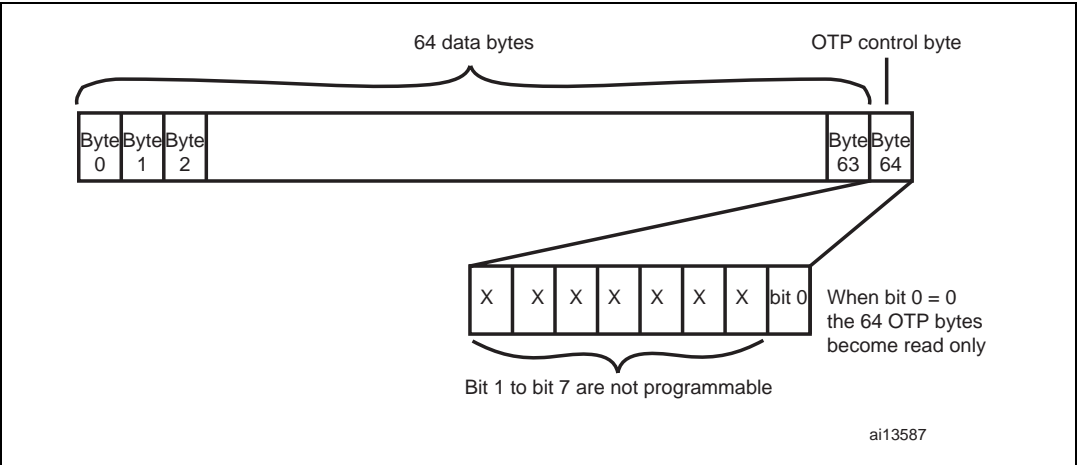 64 data bytes
OTP control byte
Byte Byte Byte
0 1 2
Byte Byte
63 64
X X X X X X X bit 0
When bit 0 = 0
the 64 OTP bytes
become read only
Bit 1 to bit 7 are not programmable
ai13587